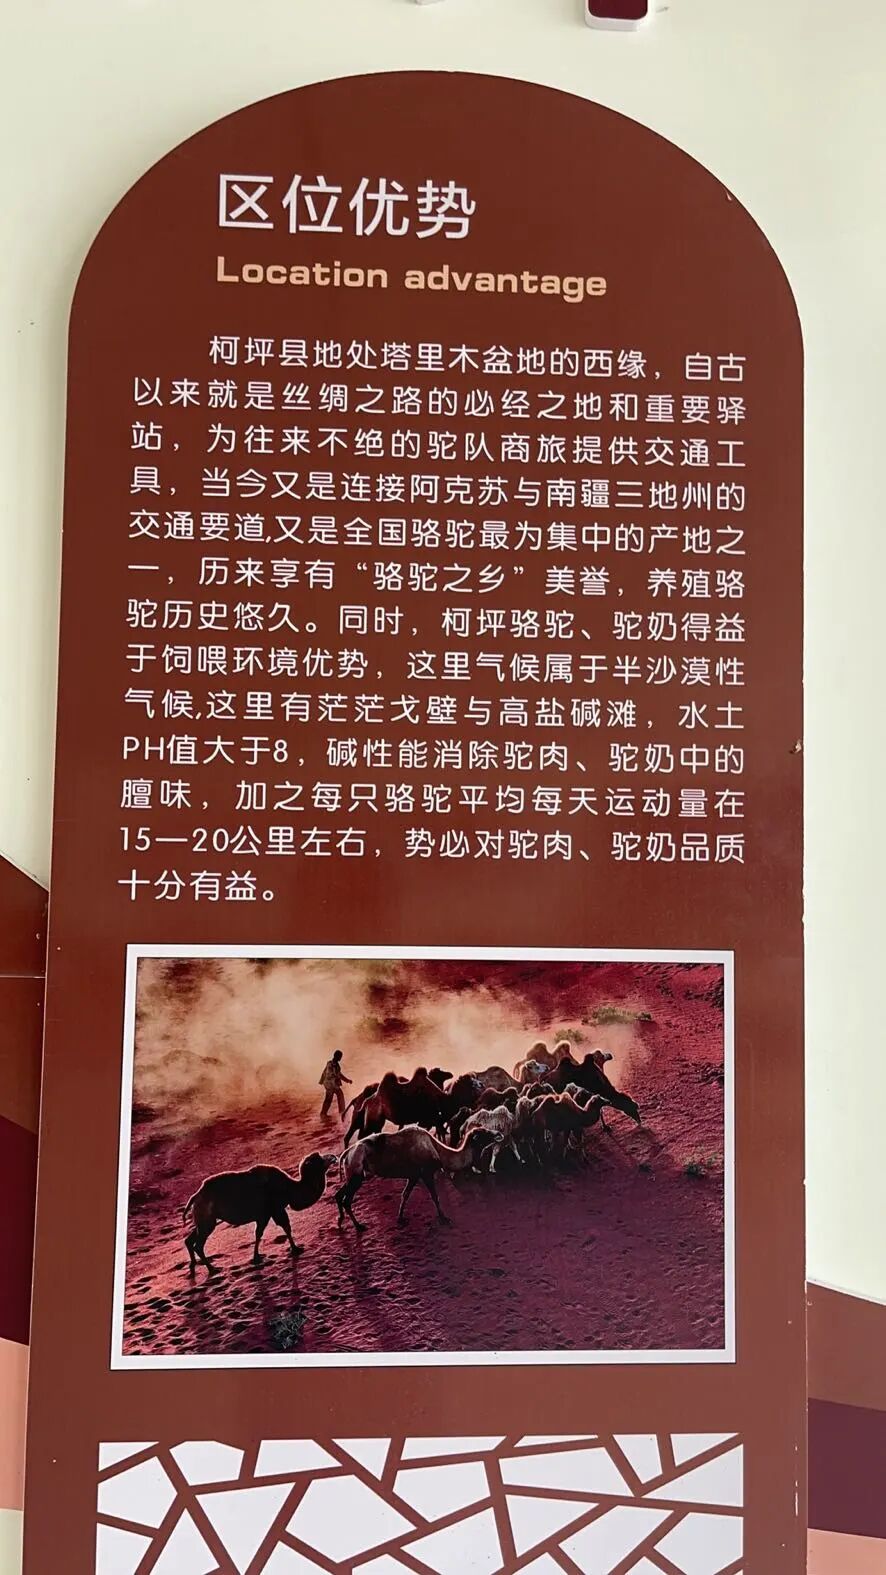 区位优势
Location advantage
柯坪县地处塔里木盆地的西缘，自古
以来就是丝绸之路的必经之地和重要驿
站，为往来不绝的驼队商旅提供交通工
具，当今又是连接阿克苏与南疆三地州的
交通要道,又是全国骆驼最为集中的产地之
一，历来享有“骆驼之乡”美誉，养殖骆
驼历史悠久。同时，柯坪骆驼、驼奶得益
于饲喂环境优势，这里气候属于半沙漠性
气候,这里有茫茫戈壁与高盐碱滩，水土
PH值大于8，碱性能消除驼肉、驼奶中的
膻味，加之每只骆驼平均每天运动量在
15—20公里左右，势必对驼肉、驼奶品质
十分有益。